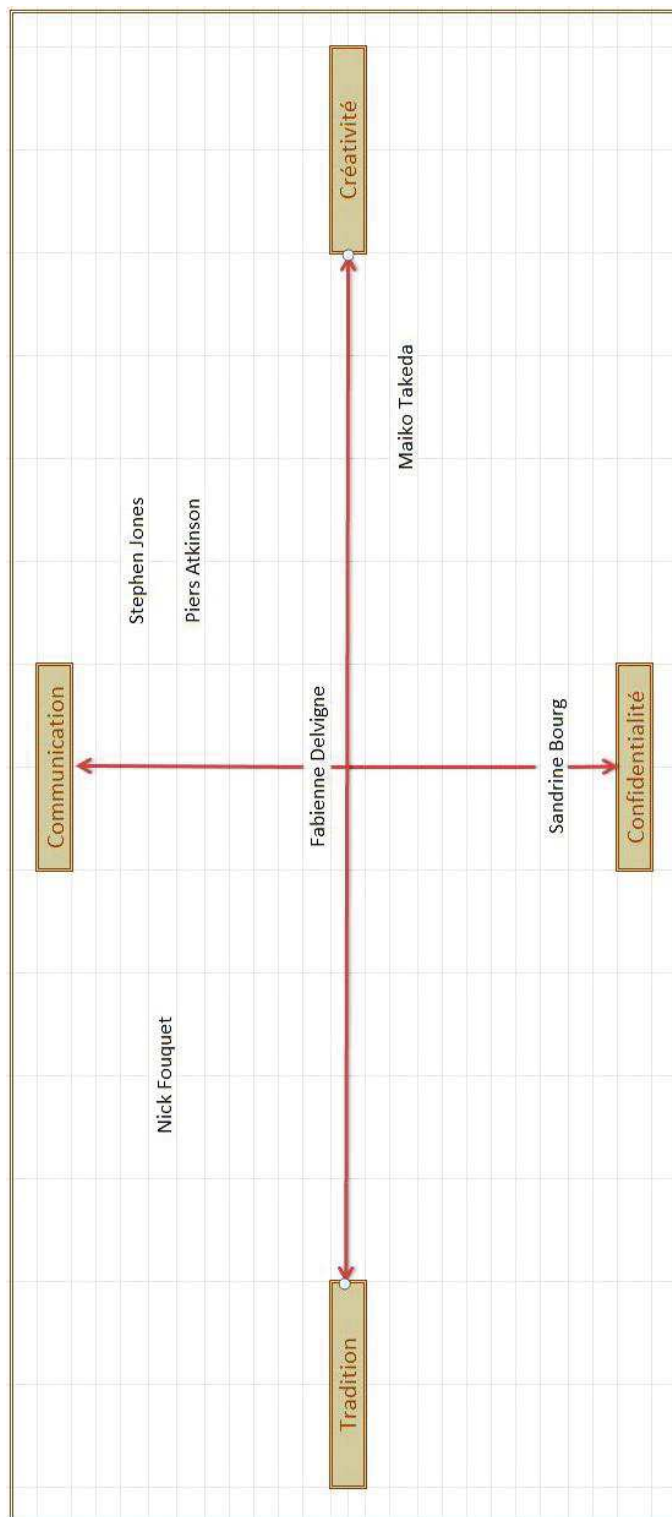 Communication
Stephen Jones
Nick Fouquet
Piers Atkinson
Fabienne Delvigne
Tradition
Créativité
Maiko Takeda
Sandrine Bourg
Confidentialité